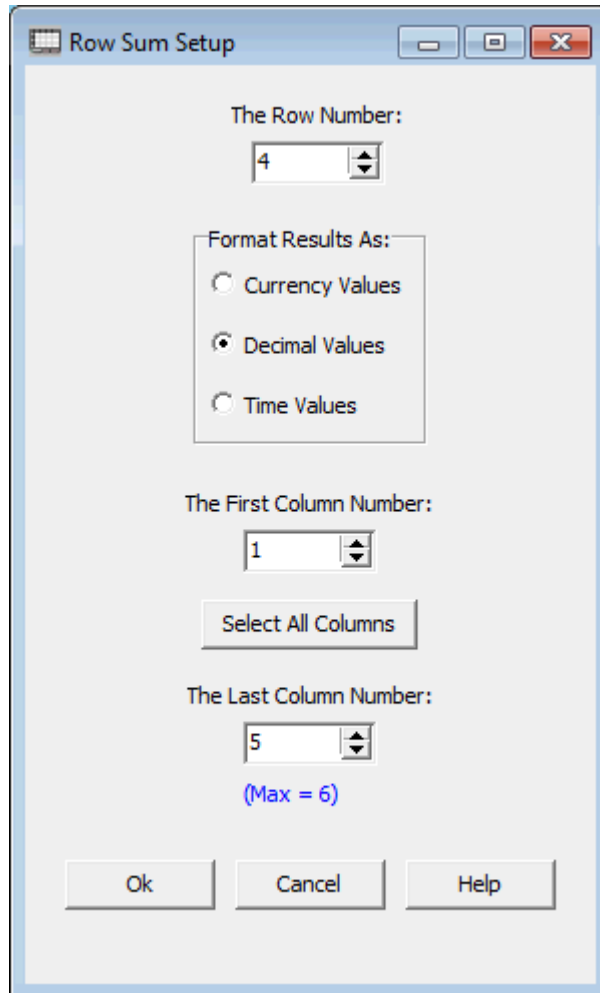 Row Sum Setup
The Row Number:
4
Format Results As:
Currency Values
Decimal Values
Time Values
The First Column Number:
1
Select All Columns
The Last Column Number:
5
(Max = 6)
Ok Cancel Help